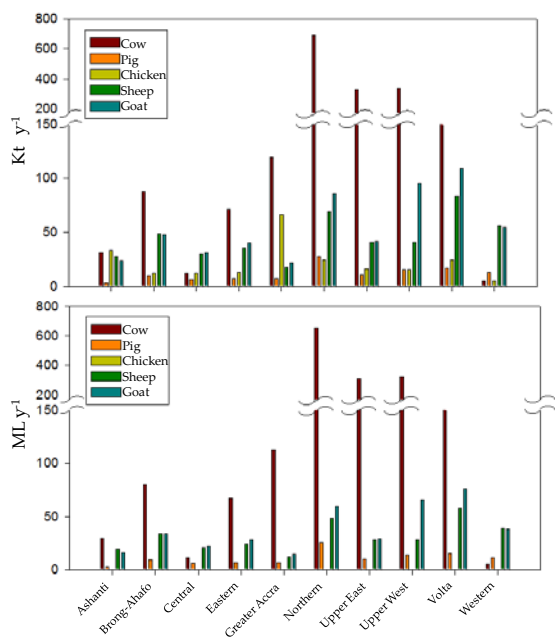 800
600
400
200
150
100
50
0
Kt y-1
Cow
Pig
Chicken
Sheep
Goat
800
600
400
200
150
100
50
0
ML y-1
Cow
Pig
Chicken
Sheep
Goat
Ashanti
Brong-Ahafo
Central
Eastern
Greater Accra
Northern
Upper East
Upper West
Volta
Western